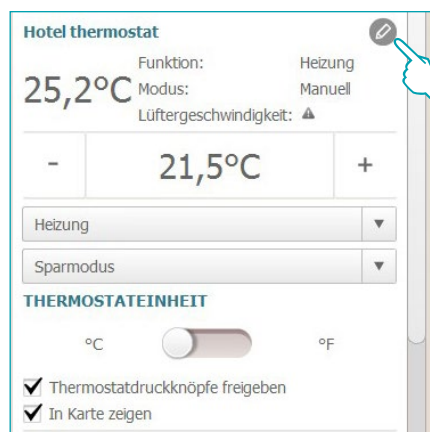 Hotel thermostat
25,2°C
Funktion: Heizung
Modus: Manuell
Lüftergeschwindigkeit:
- 21,5°C +
Heizung
Sparmodus
THERMOSTATEINHEIT
°C °F
Thermostatdruckknöpfe freigeben
In Karte zeigen